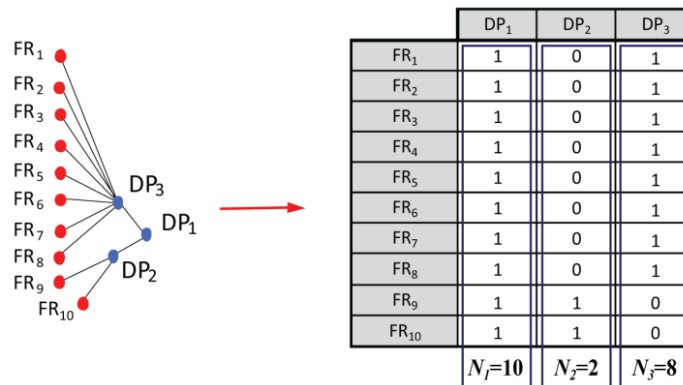 FR1
FR2
FR3
FR4
FR5
FR6
FR7
FR8
FR9
FR10
DP3
DP1
DP2
DP1 DP2 DP3
FR1 1 0 1
FR2 1 0 1
FR3 1 0 1
FR4 1 0 1
FR5 1 0 1
FR6 1 0 1
FR7 1 0 1
FR8 1 0 1
FR9 1 1 0
FR10 1 1 0
N1=10 N2=2 N3=8